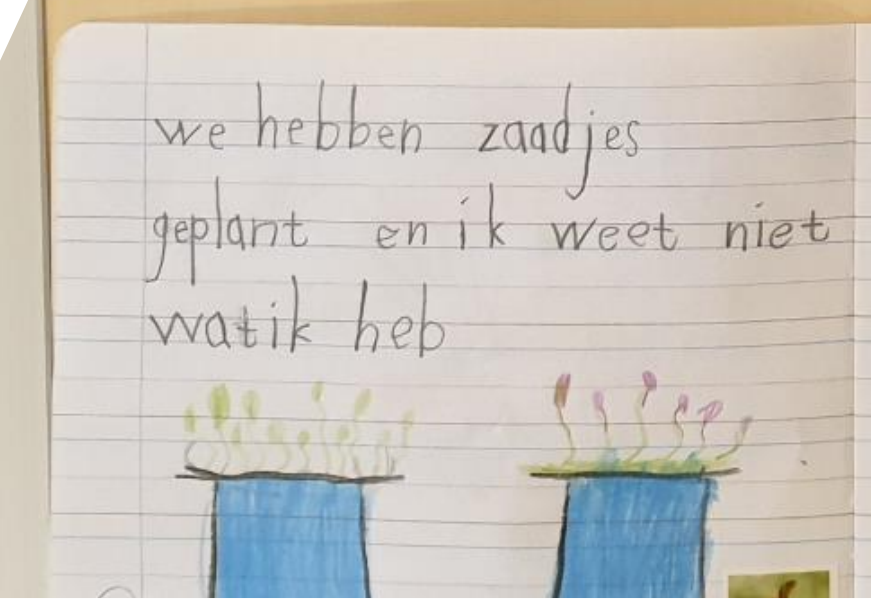 we hebben zaadjes
geplant en ik weet niet
watik heb